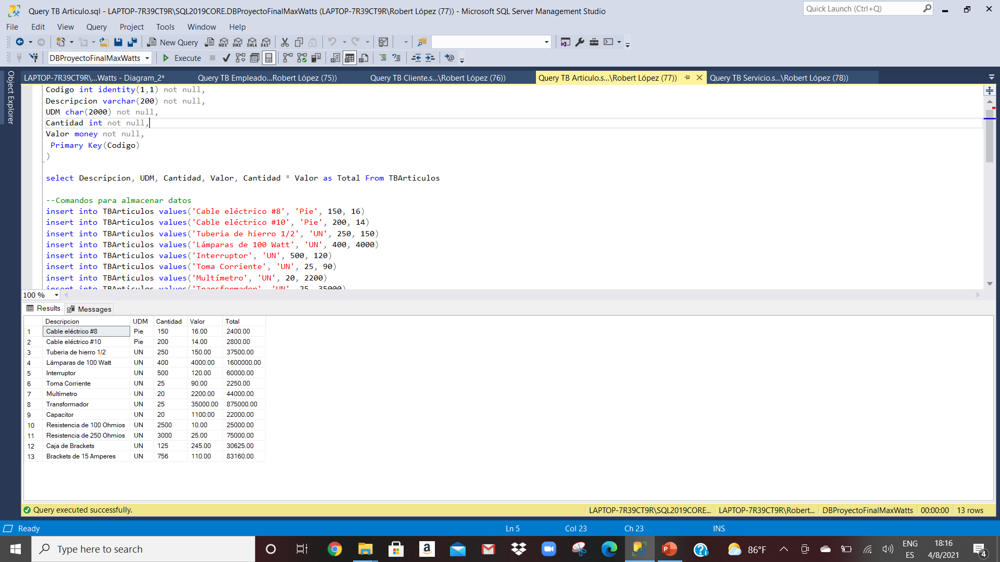 Query TB Articulo.sql - LAPTOP-7R39CT9R\SQL2019CORE.DBProyectoFinalMaxWatts (LAPTOP-7R39CT9R\Robert López (77)) - Microsoft SQL Server Management Studio
Quick Launch (Ctrl+Q)
File Edit View Query Project Tools Window Help
New Query MDX DMX XMLA DAX
DBProyectoFinalMaxWatts Execute
Object Explorer
LAPTOP-7R39CT9R\...Watts - Diagram_2* Query TB Empleado...Robert López (75)) Query TB Cliente.s...\Robert López (76)) Query TB Articulo.s...\Robert López (77)) Query TB Servicio.s...\Robert López (78))
Codigo int identity(1,1) not null,
Descripcion varchar(200) not null,
UDM char(2000) not null,
Cantidad int not null,
Valor money not null,
Primary Key(Codigo)
)
select Descripcion, UDM, Cantidad, Valor, Cantidad * Valor as Total From TBArticulos
--Comandos para almacenar datos
insert into TBArticulos values('Cable eléctrico #8', 'Pie', 150, 16)
insert into TBArticulos values('Cable eléctrico #10', 'Pie', 200, 14)
insert into TBArticulos values('Tuberia de hierro 1/2', 'UN', 250, 150)
insert into TBArticulos values('Lámparas de 100 Watt', 'UN', 400, 4000)
insert into TBArticulos values('Interruptor', 'UN', 500, 120)
insert into TBArticulos values('Toma Corriente', 'UN', 25, 90)
insert into TBArticulos values('Multímetro', 'UN', 20, 2200)
insert into TBArticulos values('Transformador', 'UN', 25, 35000)
100 %
Results Messages
Descripcion UDM Cantidad Valor Total
1 Cable eléctrico #8 Pie 150 16.00 2400.00
2 Cable eléctrico #10 Pie 200 14.00 2800.00
3 Tuberia de hierro 1/2 UN 250 150.00 37500.00
4 Lámparas de 100 Watt UN 400 4000.00 1600000.00
5 Interruptor UN 500 120.00 60000.00
6 Toma Corriente UN 25 90.00 2250.00
7 Multímetro UN 20 2200.00 44000.00
8 Transformador UN 25 35000.00 875000.00
9 Capacitor UN 20 1100.00 22000.00
10 Resistencia de 100 Ohmios UN 2500 10.00 25000.00
11 Resistencia de 250 Ohmios UN 3000 25.00 75000.00
12 Caja de Brackets UN 125 245.00 30625.00
13 Brackets de 15 Amperes UN 756 110.00 83160.00
Query executed successfully. LAPTOP-7R39CT9R\SQL2019CORE... LAPTOP-7R39CT9R\Robert... DBProyectoFinalMaxWatts 00:00:00 13 rows
Ready Ln 5 Col 23 Ch 23 INS
Type here to search 86°F ENG ES 18:16 4/8/2021 4